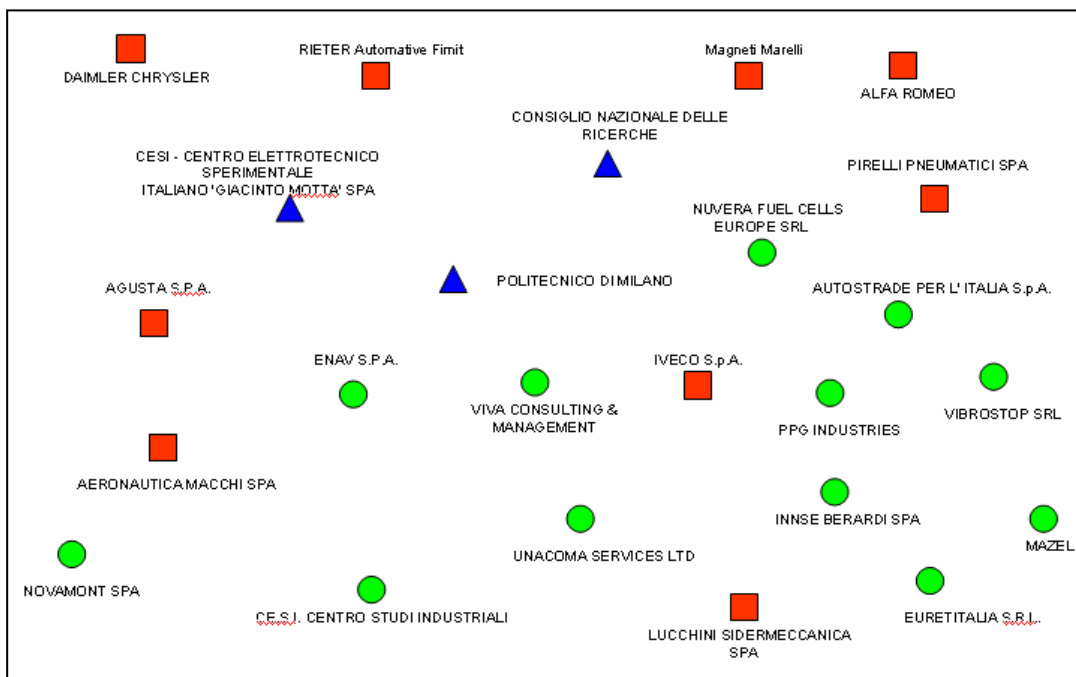 RIETER Automative Fimit
Magneti Marelli
DAIMLER CHRYSLER
ALFA ROMEO
CONSIGLIO NAZIONALE DELLE
RICERCHE
CESI - CENTRO ELETTROTECNICO
SPERIMENTALE
ITALIANO 'GIACINTO MOTTA' SPA
PIRELLI PNEUMATICI SPA
NUVERA FUEL CELLS
EUROPE SRL
POLITECNICO DI MILANO
AGUSTA S.P.A.
AUTOSTRADE PER L' ITALIA S.p.A.
ENAV S.P.A.
IVECO S.p.A.
VIVA CONSULTING &
MANAGEMENT
VIBROSTOP SRL
PPG INDUSTRIES
AERONAUTICA MACCHI SPA
INNSE BERARDI SPA
MAZEL
UNACOMA SERVICES LTD
NOVAMONT SPA
C.E.S.I. CENTRO STUDI INDUSTRIALI
EURETITALIA S.R.L.
LUCCHINI SIDERMECCANICA
SPA